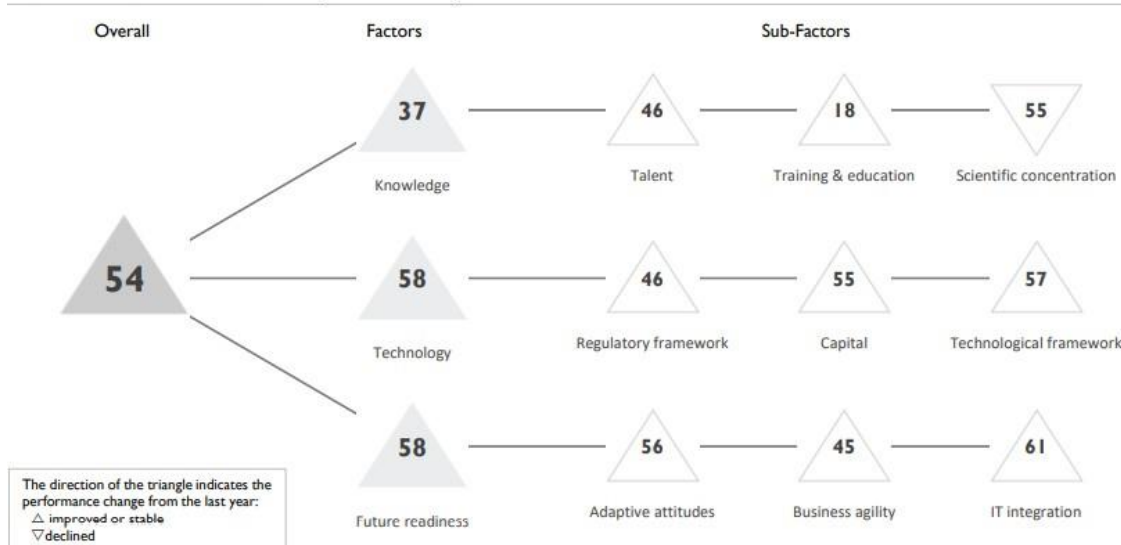 Overall Factors Sub-Factors
37 46 18 55
Knowledge Talent Training & education Scientific concentration
54 58 46 55 57
Technology Regulatory framework Capital Technological framework
58 56 45 61
Future readiness Adaptive attitudes Business agility IT integration
The direction of the triangle indicates the
performance change from the last year:
△ improved or stable
▽ declined